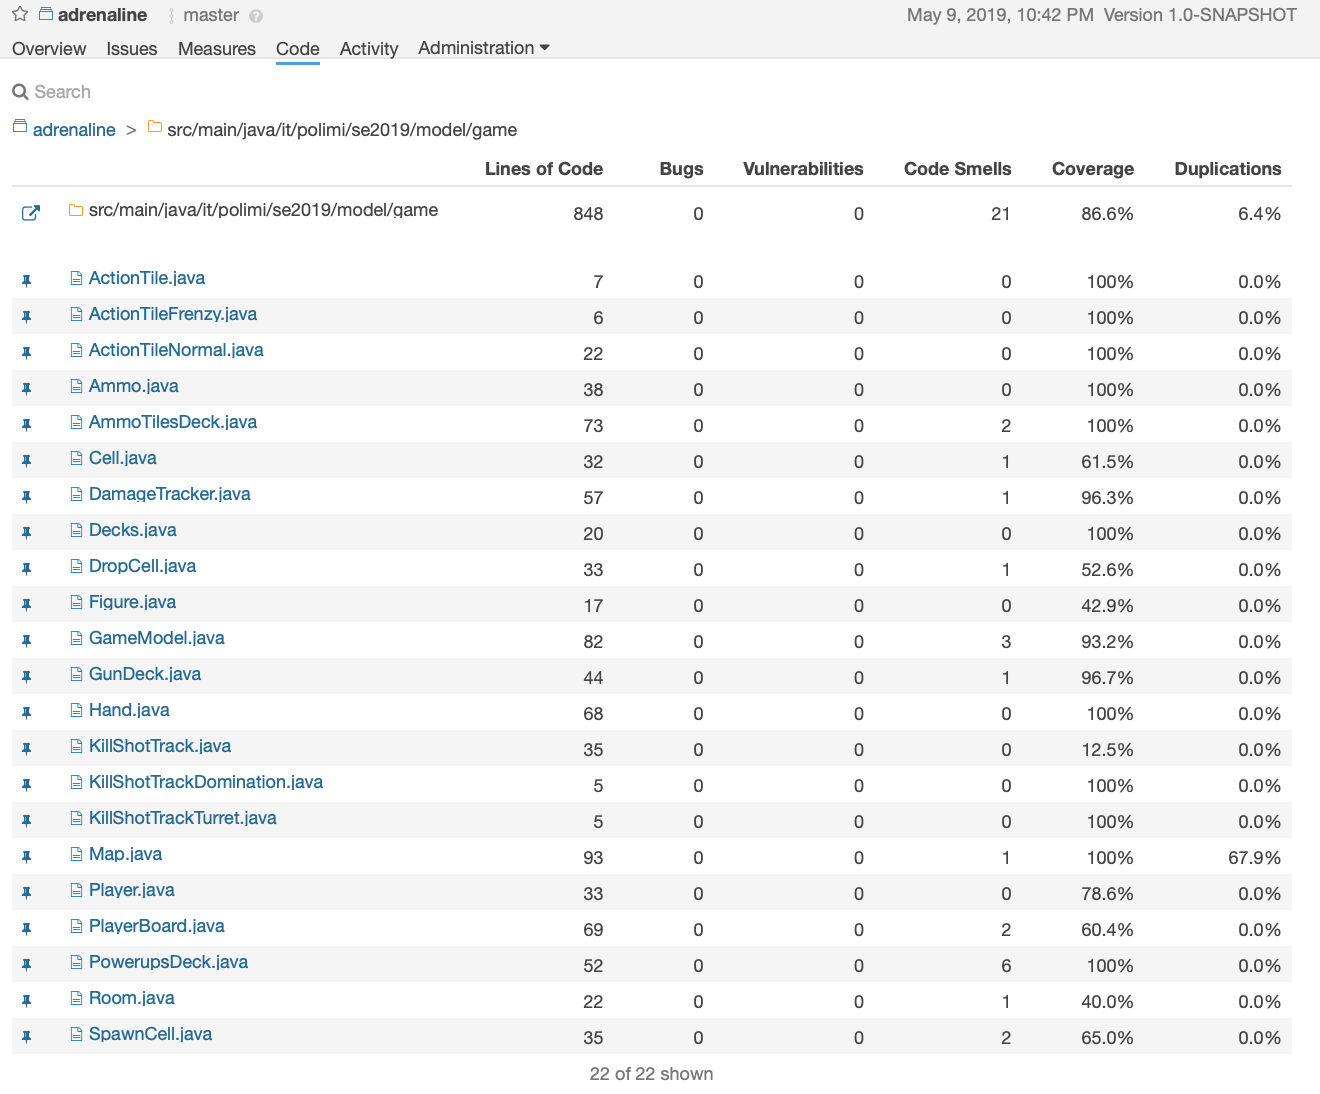 adrenaline master ? May 9, 2019, 10:42 PM Version 1.0-SNAPSHOT
Overview Issues Measures Code Activity Administration
Search
adrenaline > src/main/java/it/polimi/se2019/model/game
Lines of Code Bugs Vulnerabilities Code Smells Coverage Duplications
src/main/java/it/polimi/se2019/model/game 848 0 0 21 86.6% 6.4%
ActionTile.java 7 0 0 0 100% 0.0%
ActionTileFrenzy.java 6 0 0 0 100% 0.0%
ActionTileNormal.java 22 0 0 0 100% 0.0%
Ammo.java 38 0 0 0 100% 0.0%
AmmoTilesDeck.java 73 0 0 2 100% 0.0%
Cell.java 32 0 0 1 61.5% 0.0%
DamageTracker.java 57 0 0 1 96.3% 0.0%
Decks.java 20 0 0 0 100% 0.0%
DropCell.java 33 0 0 1 52.6% 0.0%
Figure.java 17 0 0 0 42.9% 0.0%
GameModel.java 82 0 0 3 93.2% 0.0%
GunDeck.java 44 0 0 1 96.7% 0.0%
Hand.java 68 0 0 0 100% 0.0%
KillShotTrack.java 35 0 0 0 12.5% 0.0%
KillShotTrackDomination.java 5 0 0 0 100% 0.0%
KillShotTrackTurret.java 5 0 0 0 100% 0.0%
Map.java 93 0 0 1 100% 67.9%
Player.java 33 0 0 0 78.6% 0.0%
PlayerBoard.java 69 0 0 2 60.4% 0.0%
PowerupsDeck.java 52 0 0 6 100% 0.0%
Room.java 22 0 0 1 40.0% 0.0%
SpawnCell.java 35 0 0 2 65.0% 0.0%
22 of 22 shown